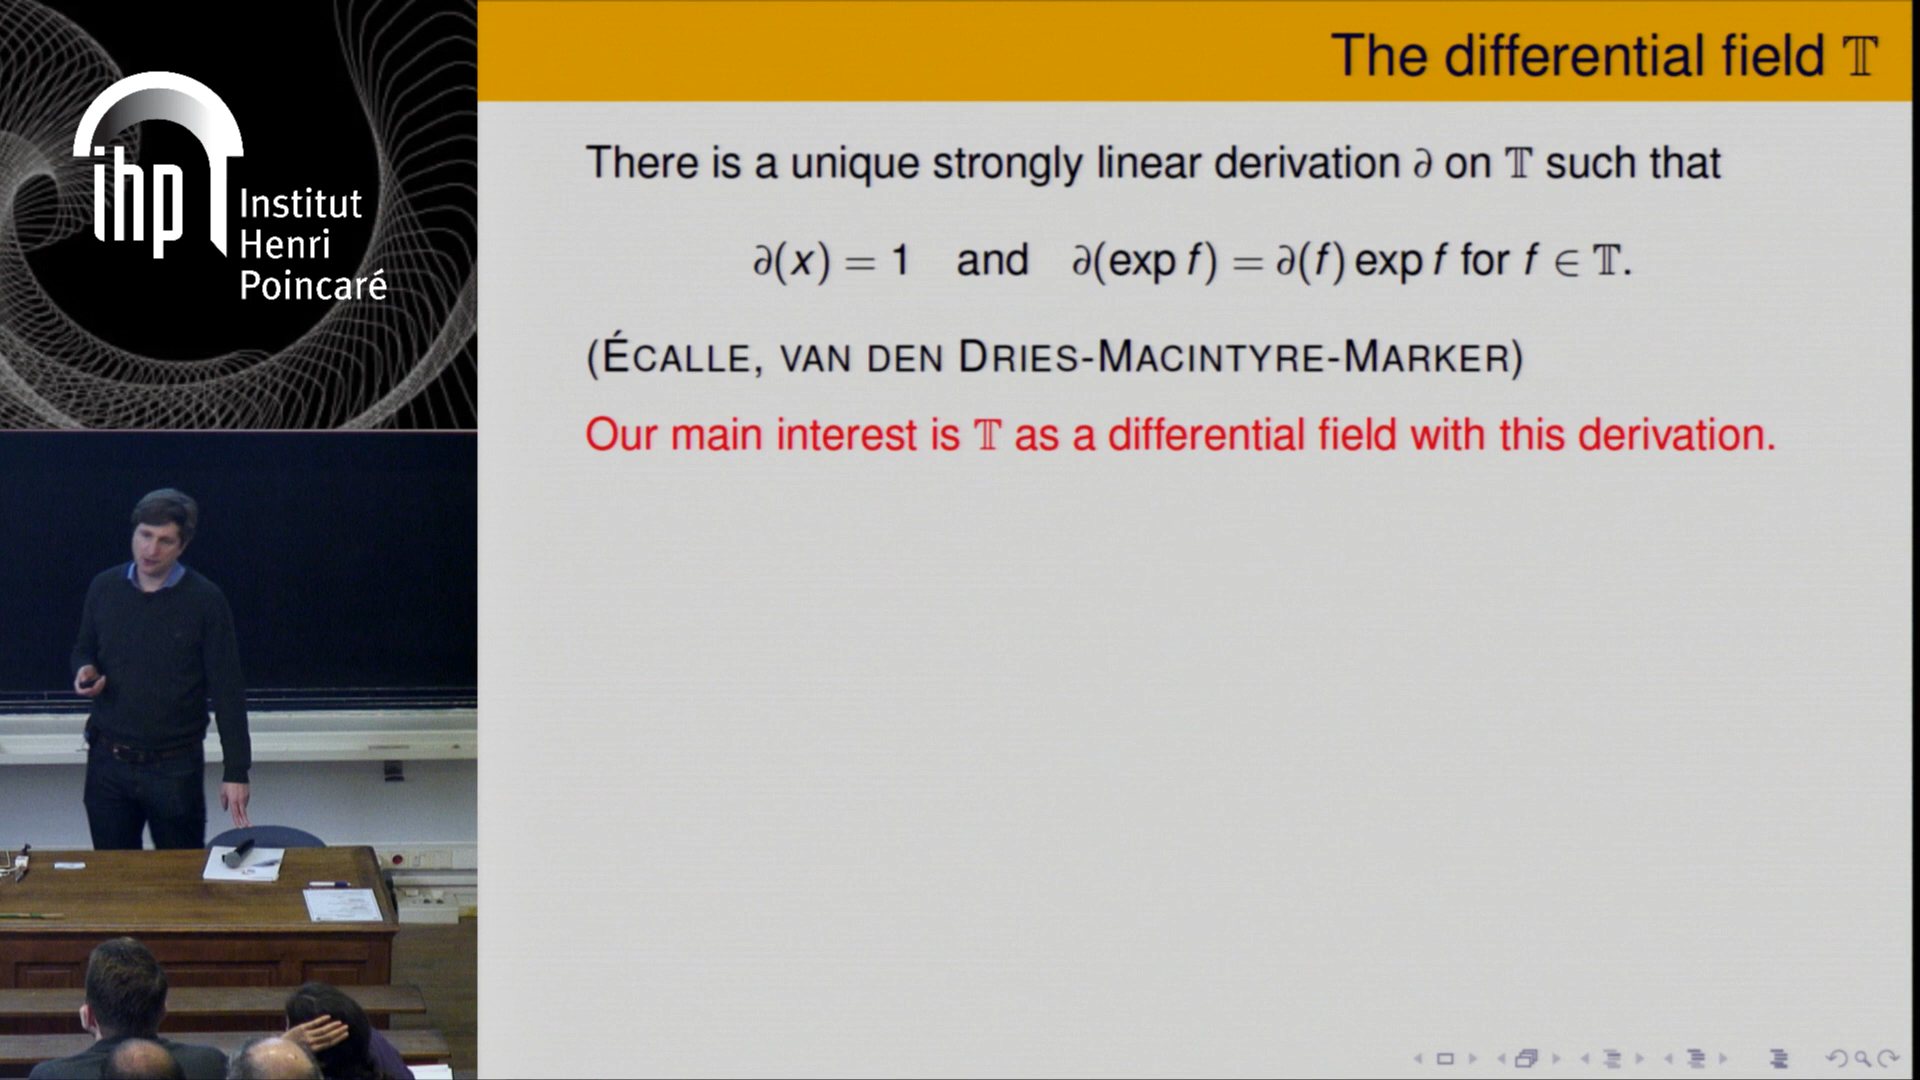 ihp
Institut
Henri
Poincaré
The differential field 𝕋
There is a unique strongly linear derivation ∂ on 𝕋 such that
∂(x) = 1 and ∂(exp f) = ∂(f) exp f for f ∈ 𝕋.
(ÉCALLE, VAN DEN DRIES-MACINTYRE-MARKER)
Our main interest is 𝕋 as a differential field with this derivation.